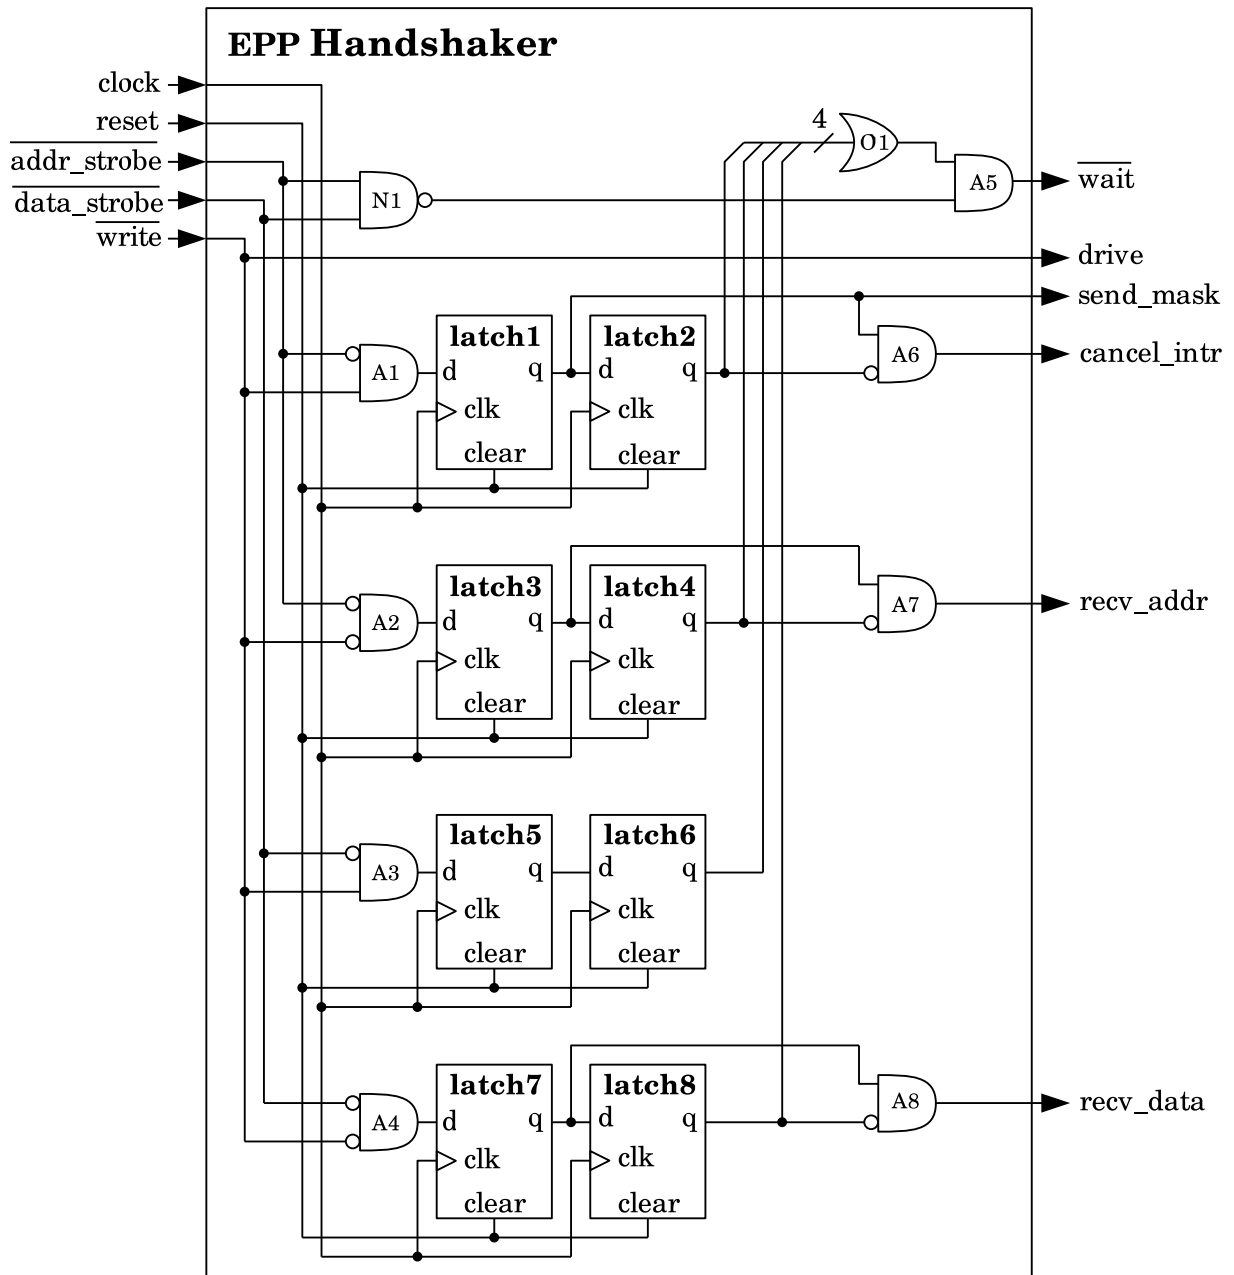 EPP Handshaker
clock
reset
addr_strobe
data_strobe
write
4
O1
N1
A5
wait
drive
send_mask
cancel_intr
latch1
latch2
A1
d
q
d
q
A6
clk
clk
clear
clear
latch3
latch4
A2
d
q
d
q
A7
recv_addr
clk
clk
clear
clear
latch5
latch6
A3
d
q
d
q
clk
clk
clear
clear
latch7
latch8
A4
d
q
d
q
A8
recv_data
clk
clk
clear
clear